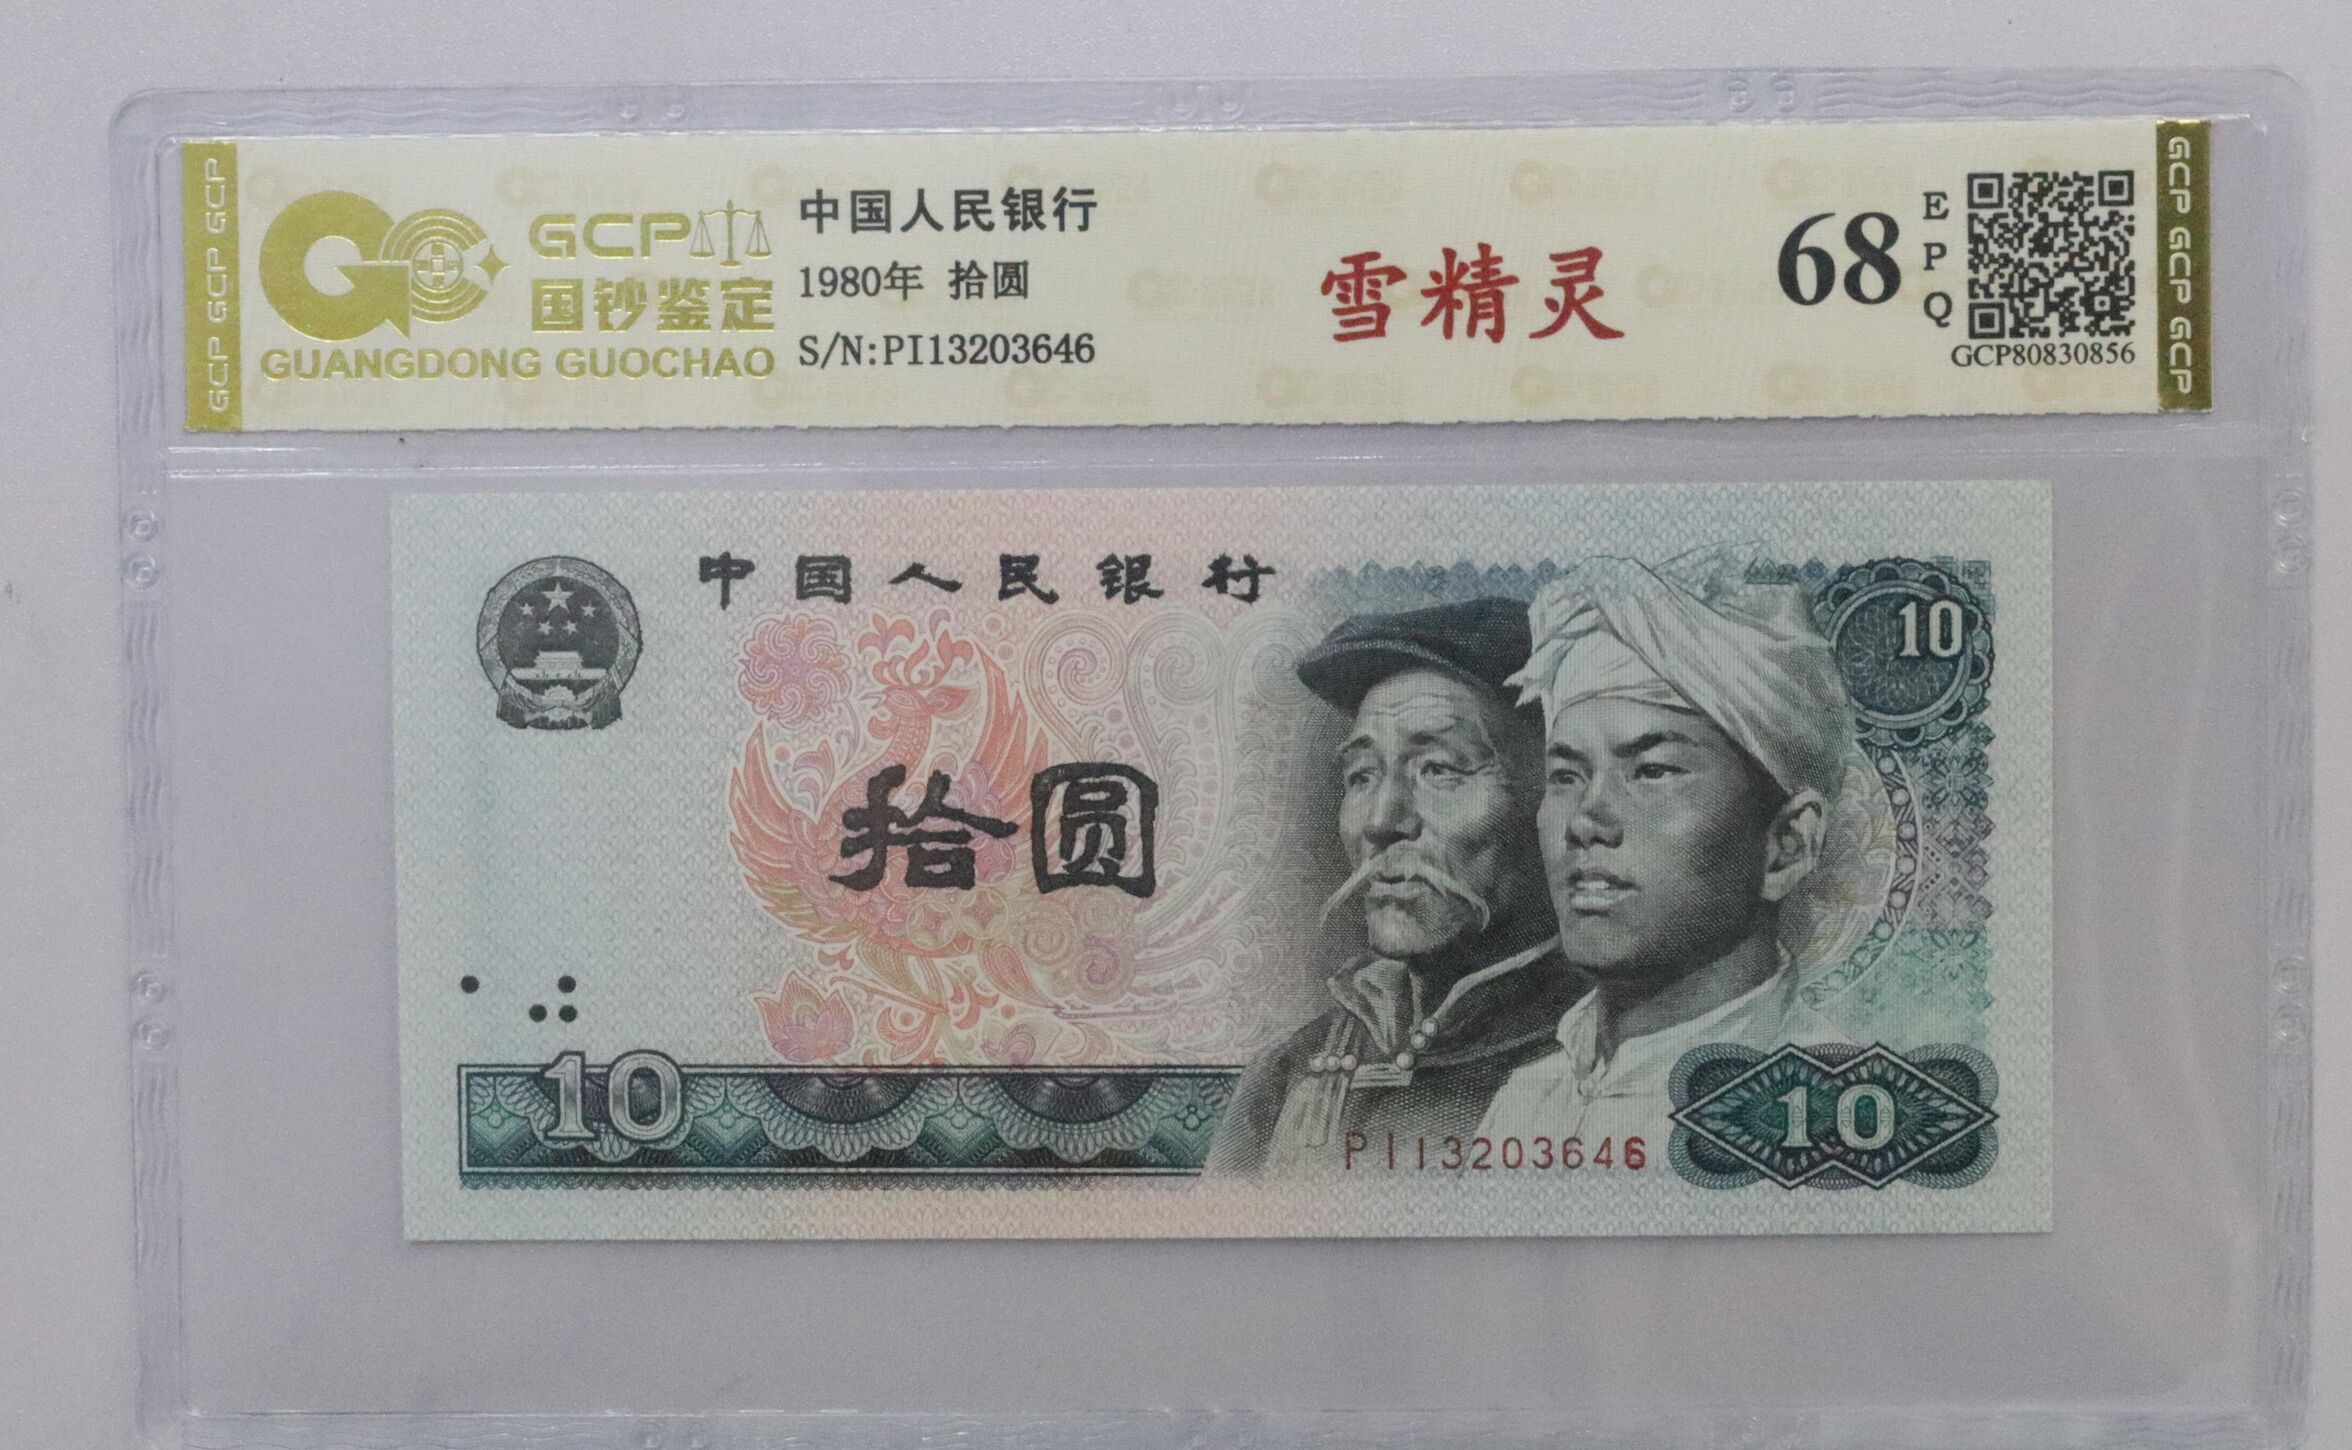 GCP GCP GCP
GCP
国钞鉴定
GUANGDONG GUOCHAO
中国人民银行
1980年 拾圆
S/N:PI13203646
雪精灵
68
EPQ
GCP80830856
GCP GCP GCP
中国人民银行
10
拾圆
10
PI13203646
10